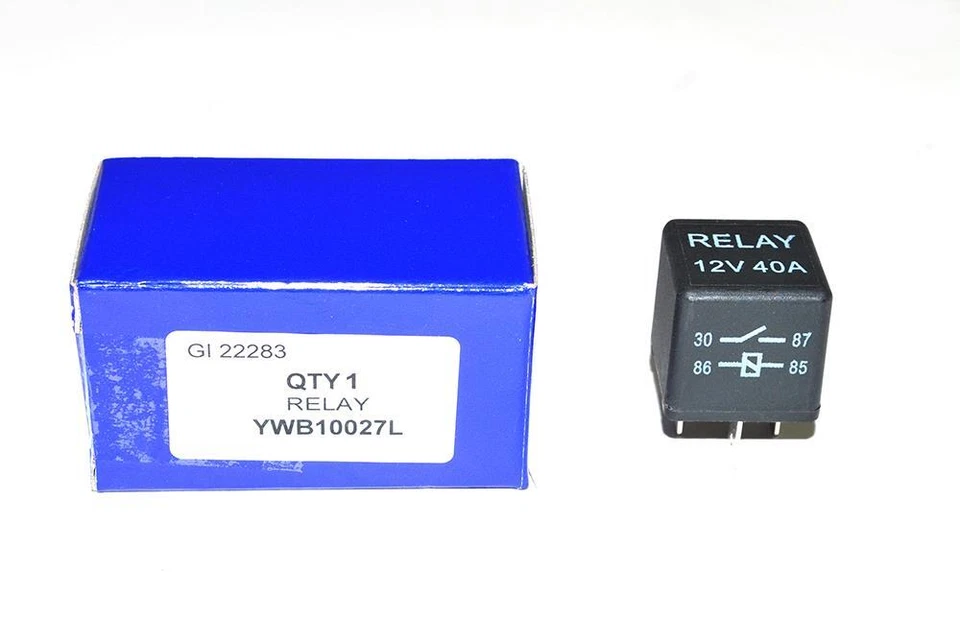 GI 22283
QTY 1
RELAY
YWB10027L
RELAY
12V 40A
30 87
86 85